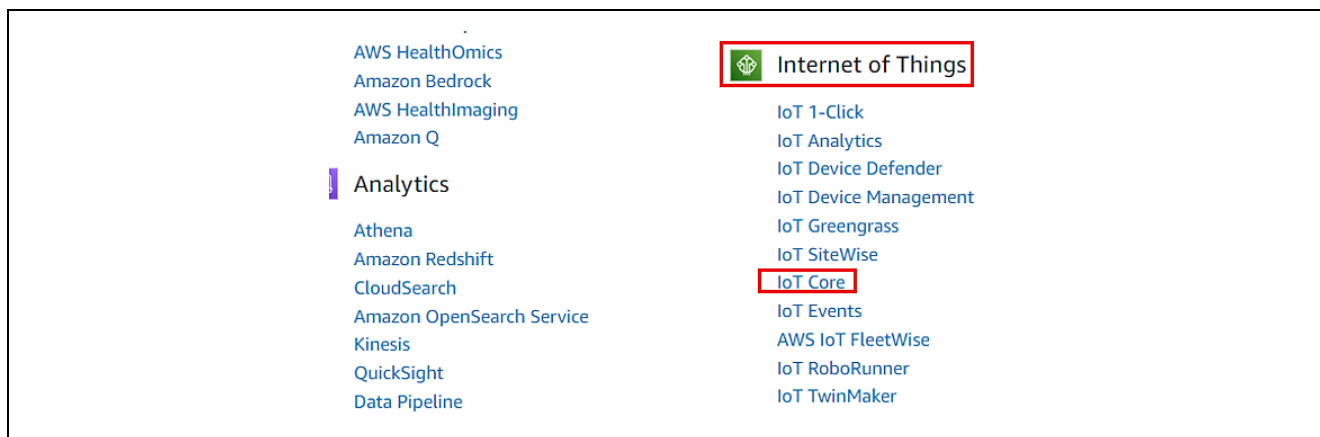 AWS HealthOmics
Amazon Bedrock
AWS HealthImaging
Amazon Q
Analytics
Athena
Amazon Redshift
CloudSearch
Amazon OpenSearch Service
Kinesis
QuickSight
Data Pipeline
Internet of Things
IoT 1-Click
IoT Analytics
IoT Device Defender
IoT Device Management
IoT Greengrass
IoT SiteWise
IoT Core
IoT Events
AWS IoT FleetWise
IoT RoboRunner
IoT TwinMaker